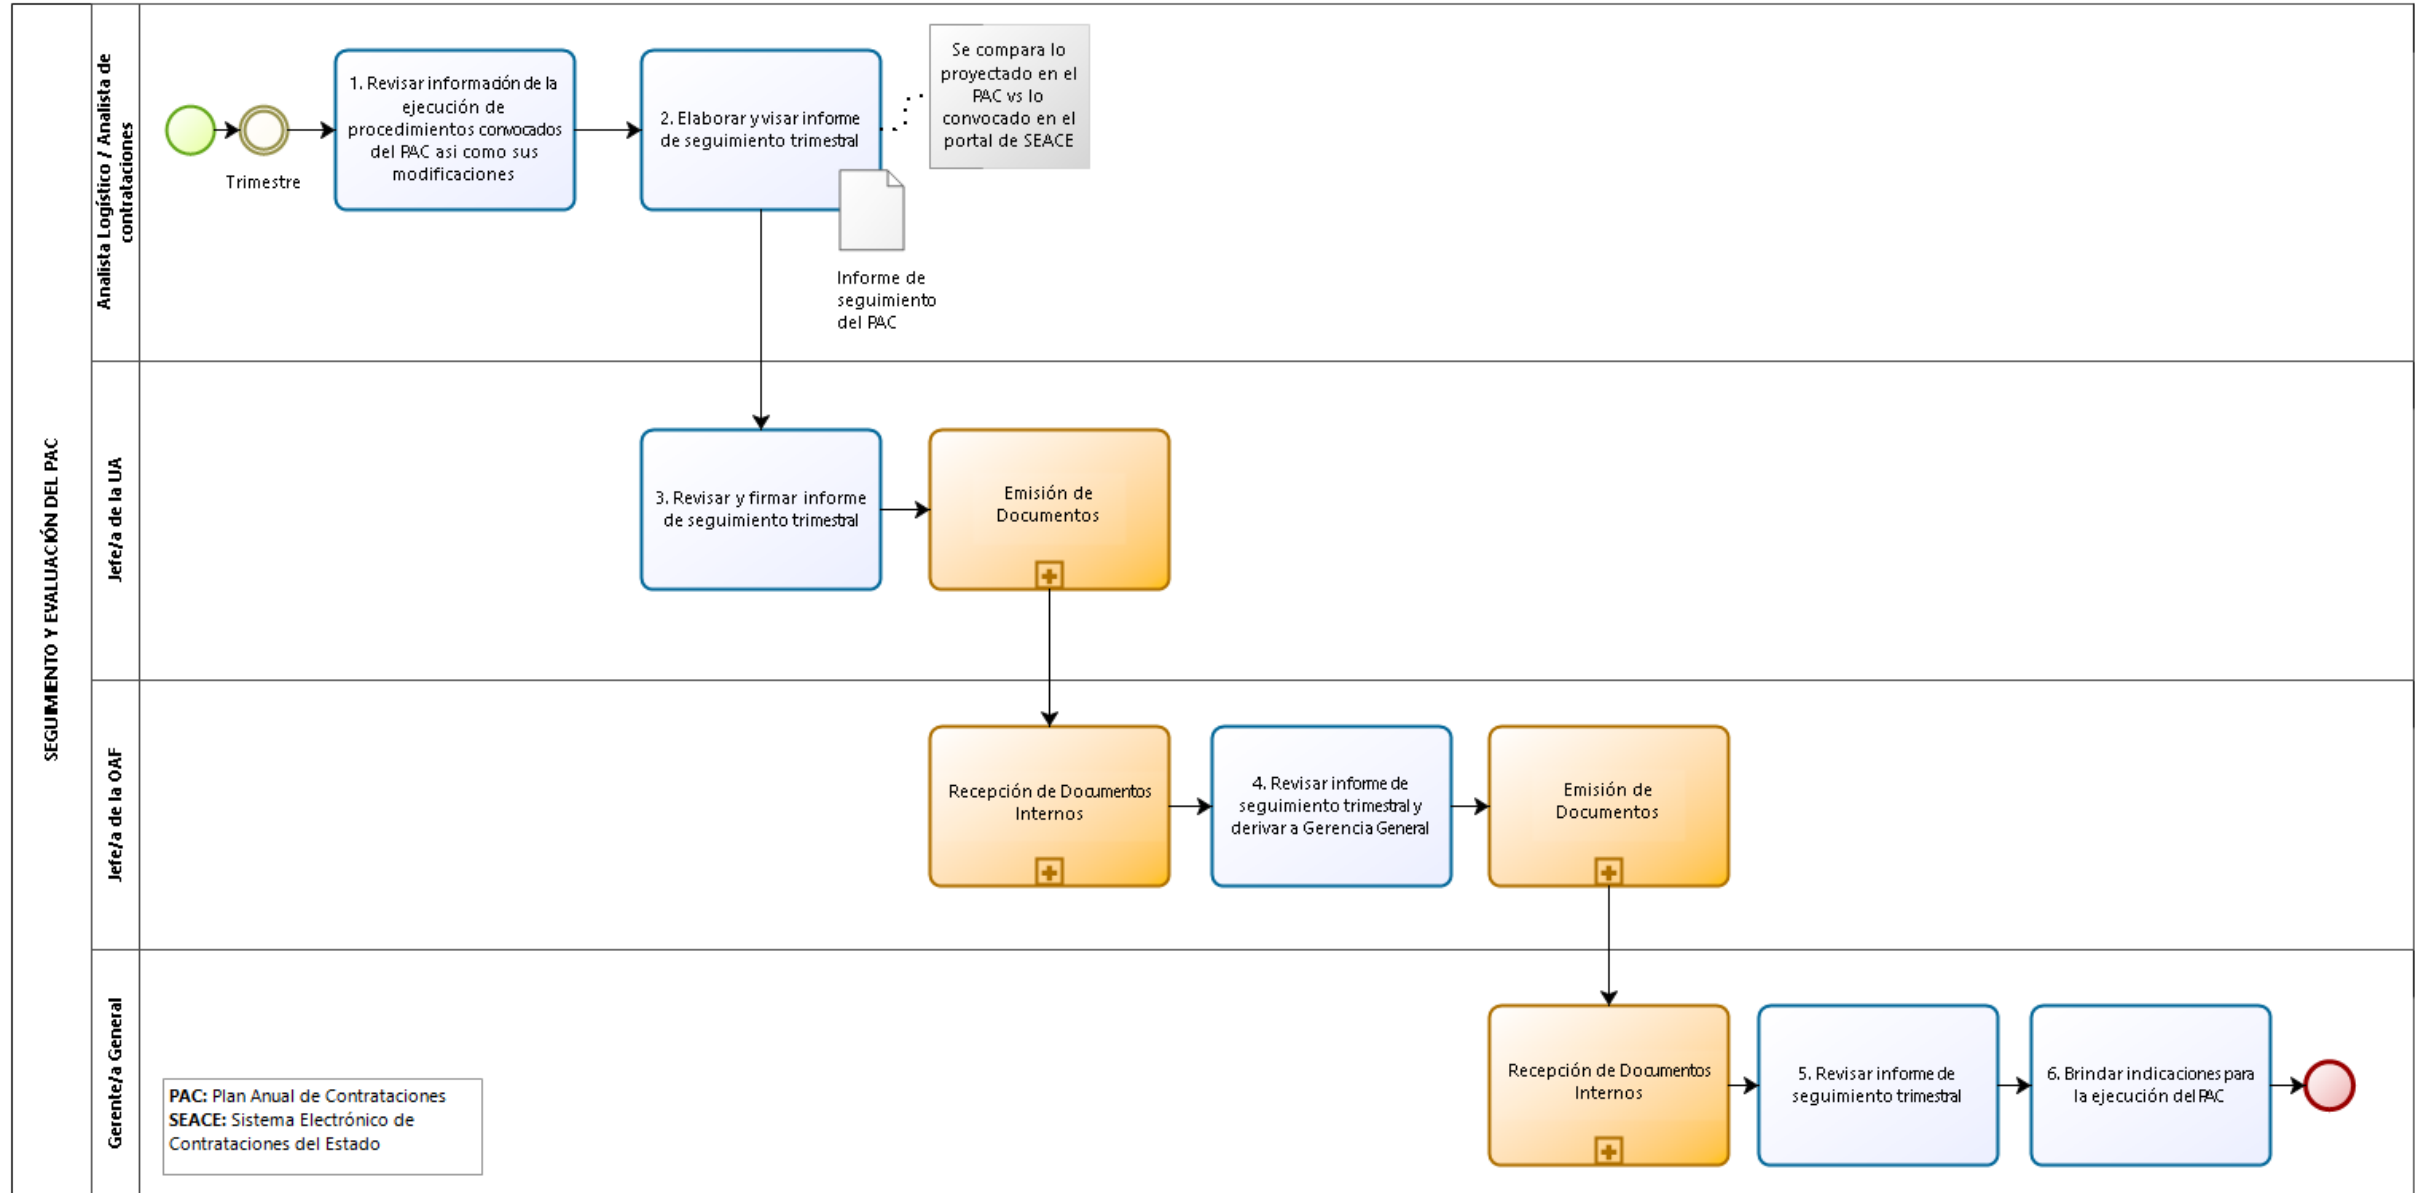 SEGUIMIENTO Y EVALUACIÓN DEL PAC
Analista Logístico / Analista de
contrataciones
Trimestre
1. Revisar información de la
ejecución de
procedimientos convocados
del PAC asi como sus
modificaciones
2. Elaborar y visar informe
de seguimiento trimestral
Se compara lo
proyectado en el
PAC vs lo
convocado en el
portal de SEACE
Informe de
seguimiento
del PAC
Jefe/a de la UA
3. Revisar y firmar informe
de seguimiento trimestral
Emisión de
Documentos
Jefe/a de la OAF
Recepción de Documentos
Internos
4. Revisar informe de
seguimiento trimestral y
derivar a Gerencia General
Emisión de
Documentos
Gerente/a General
Recepción de Documentos
Internos
5. Revisar informe de
seguimiento trimestral
6. Brindar indicaciones para
la ejecución del PAC
PAC: Plan Anual de Contrataciones
SEACE: Sistema Electrónico de
Contrataciones del Estado